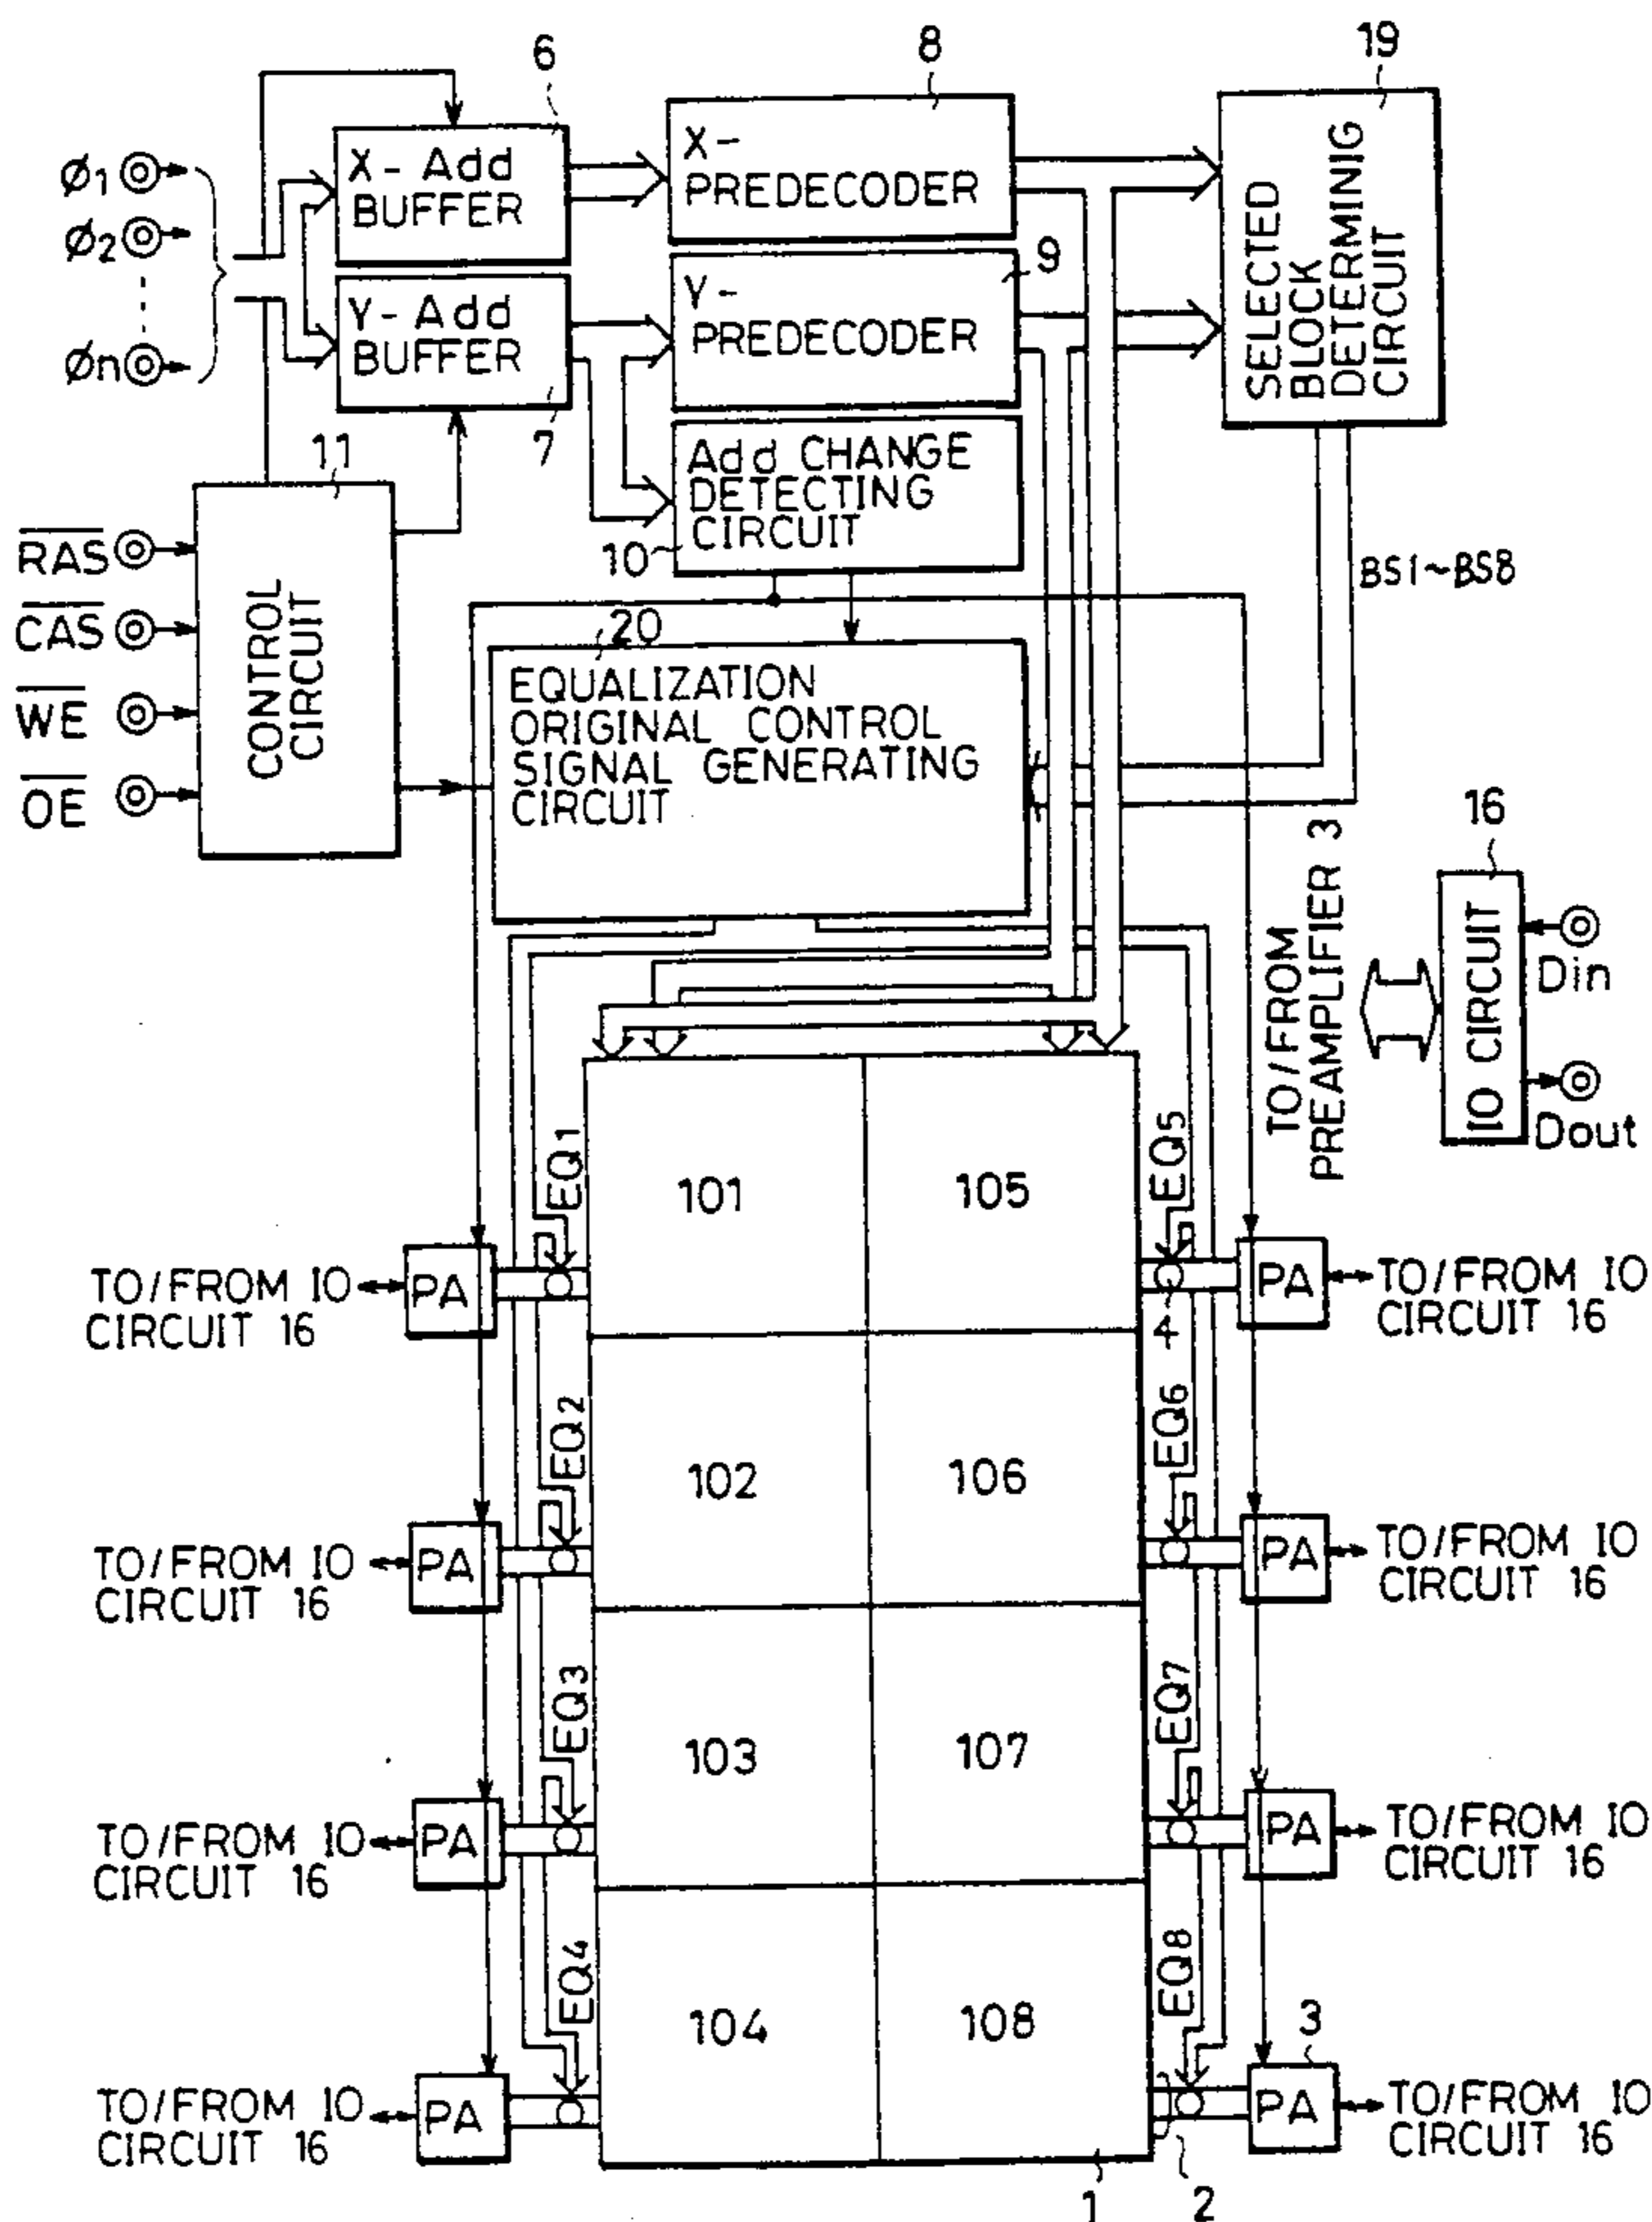 6
8
19
ø1
ø2
øn
X- Add
BUFFER
X-
PREDECODER
SELECTED
BLOCK
DETERMINING
CIRCUIT
9
Y- Add
BUFFER
Y-
PREDECODER
7
11
Add CHANGE
DETECTING
CIRCUIT
10
RAS
CAS
WE
OE
CONTROL
CIRCUIT
BS1~BS8
20
EQUALIZATION
ORIGINAL CONTROL
SIGNAL GENERATING
CIRCUIT
16
TO/FROM
PREAMPLIFIER 3
IO CIRCUIT
Din
Dout
EQ1
101
105
EQ5
TO/FROM IO
CIRCUIT 16
PA
4
PA
TO/FROM IO
CIRCUIT 16
EQ2
102
106
EQ6
TO/FROM IO
CIRCUIT 16
PA
PA
TO/FROM IO
CIRCUIT 16
EQ3
103
107
EQ7
TO/FROM IO
CIRCUIT 16
PA
PA
TO/FROM IO
CIRCUIT 16
EQ4
104
108
EQ8
3
TO/FROM IO
CIRCUIT 16
PA
PA
TO/FROM IO
CIRCUIT 16
1
2